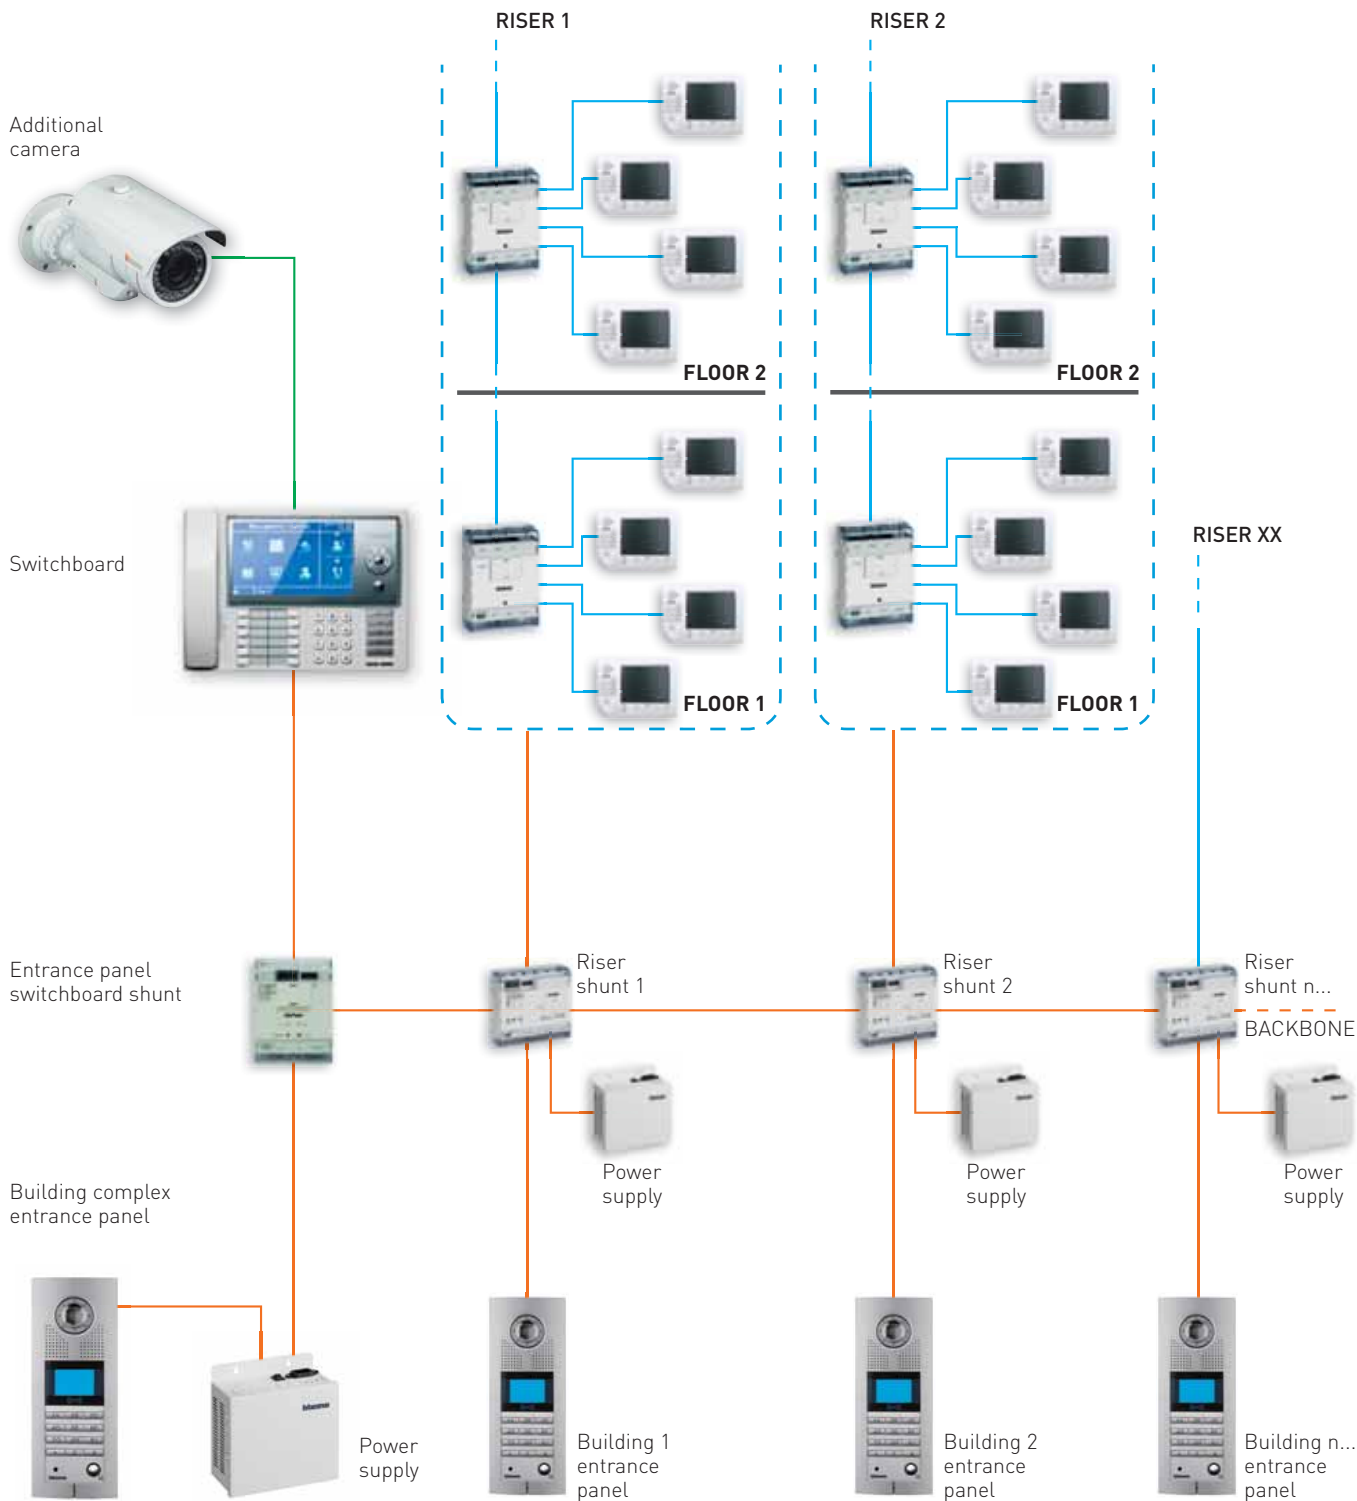 RISER 1
RISER 2
Additional
camera
FLOOR 2
FLOOR 2
Switchboard
RISER XX
FLOOR 1
FLOOR 1
Entrance panel
switchboard shunt
Riser
shunt 1
Riser
shunt 2
Riser
shunt n...
BACKBONE
Power
supply
Power
supply
Power
supply
Building complex
entrance panel
Power
supply
Building 1
entrance
panel
Building 2
entrance
panel
Building n...
entrance
panel